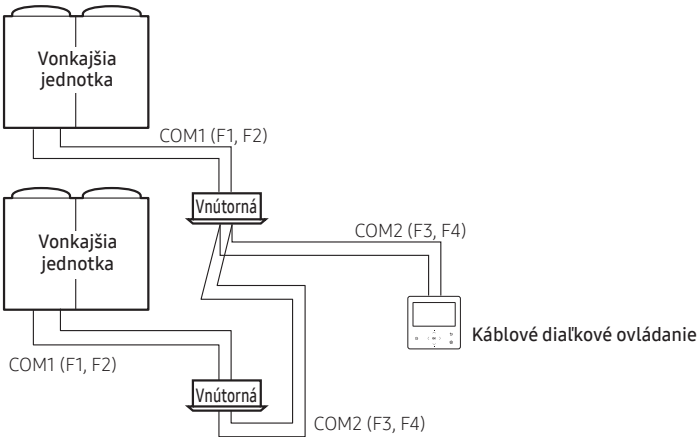 Vonkajšia
jednotka
COM1 (F1, F2)
Vnútorná
COM2 (F3, F4)
Vonkajšia
jednotka
Káblové diaľkové ovládanie
COM1 (F1, F2)
Vnútorná
COM2 (F3, F4)